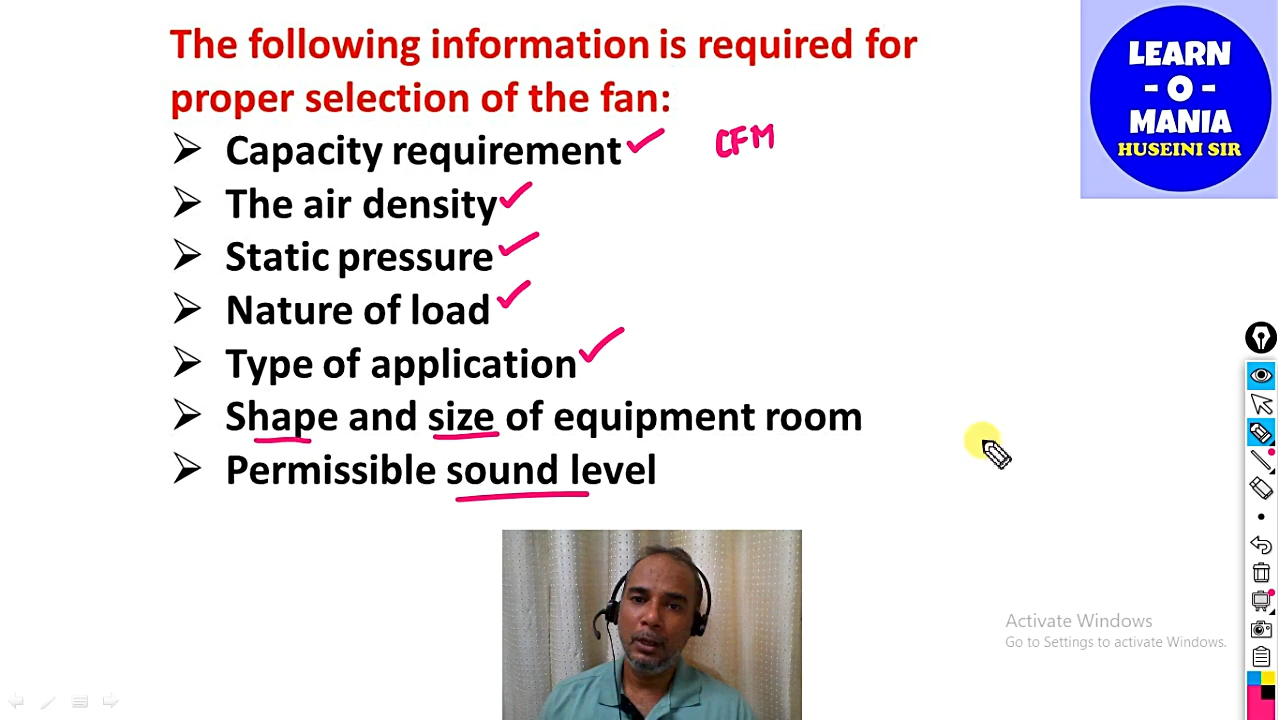 The following information is required for
proper selection of the fan:
Capacity requirement CFM
The air density
Static pressure
Nature of load
Type of application
Shape and size of equipment room
Permissible sound level
LEARN
- O -
MANIA
HUSEINI SIR
Activate Windows
Go to Settings to activate Windows.